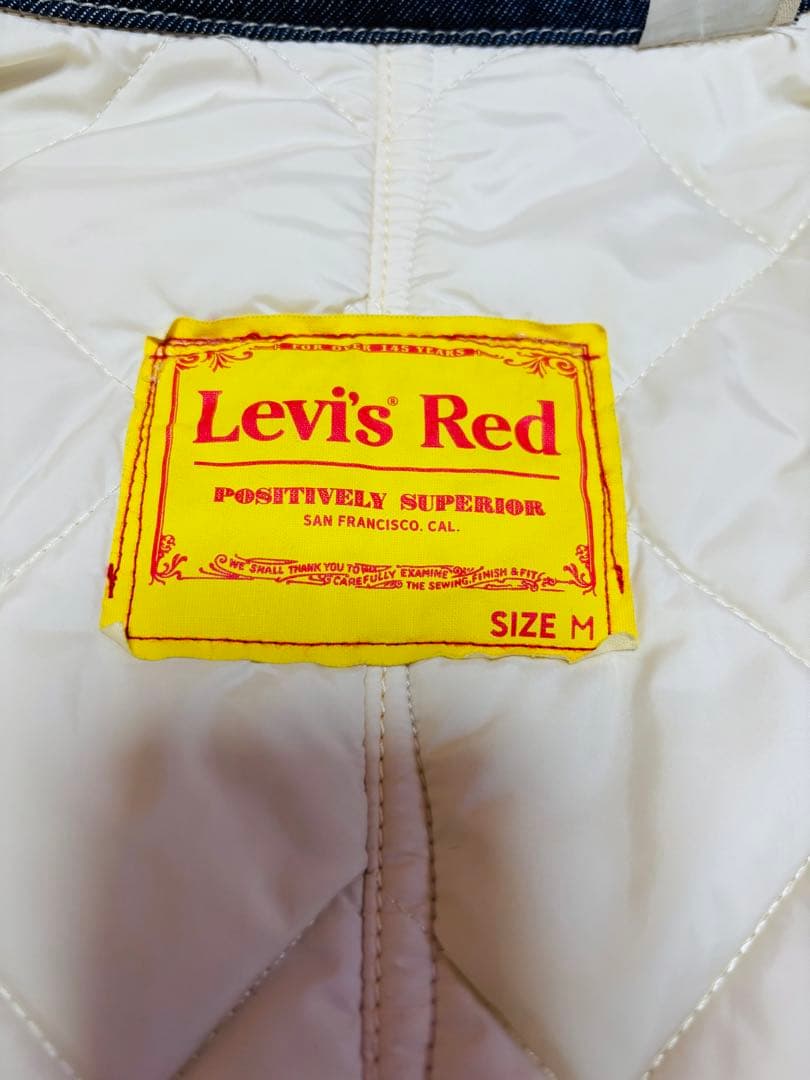 FOR OVER 145 YEARS
Levi's® Red
POSITIVELY SUPERIOR
SAN FRANCISCO. CAL.
WE SHALL THANK YOU TO
CAREFULLY EXAMINE
THE SEWING, FINISH & FIT
SIZE M